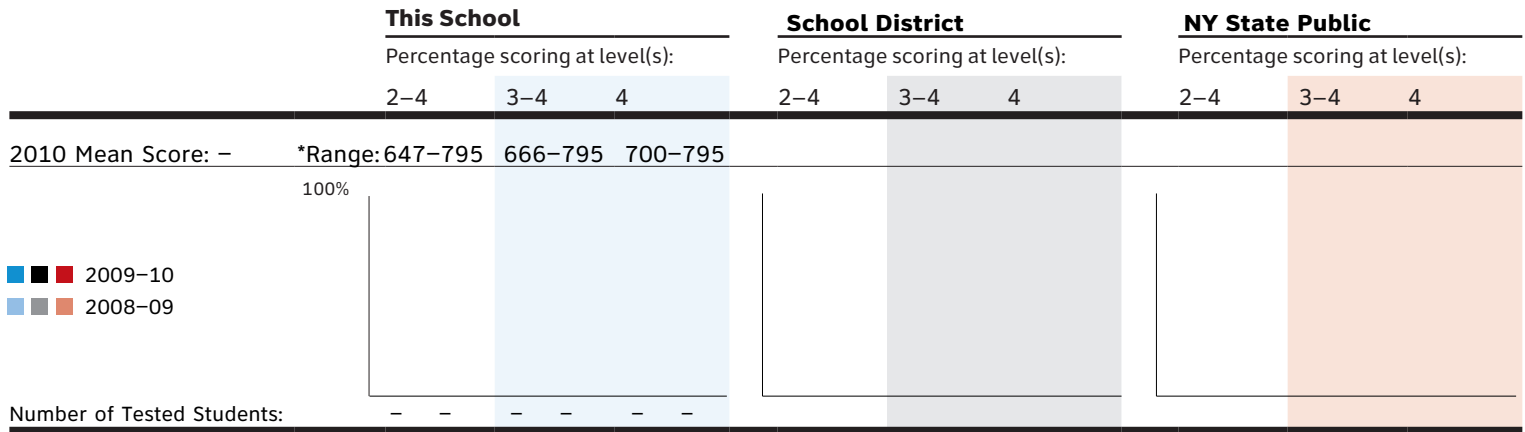 This School School District NY State Public
Percentage scoring at level(s): Percentage scoring at level(s): Percentage scoring at level(s):
2–4 3–4 4 2–4 3–4 4 2–4 3–4 4
2010 Mean Score: – *Range: 647–795 666–795 700–795
100%
2009–10
2008–09
Number of Tested Students: – – – – – –